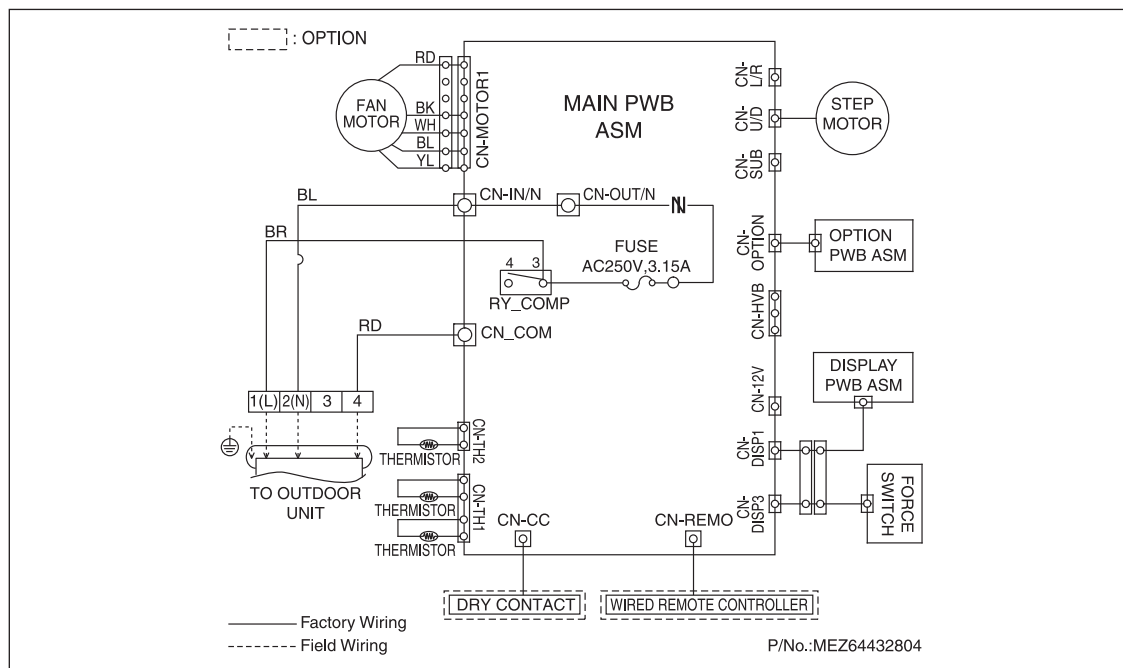 : OPTION
RD
BK
WH
BL
YL
FAN
MOTOR
CN-MOTOR1
MAIN PWB
ASM
CN-
L/R
CN-
U/D
CN-
SUB
STEP
MOTOR
BL
CN-IN/N
CN-OUT/N
BR
FUSE
AC250V,3.15A
4 3
RY_COMP
CN-
OPTION
OPTION
PWB ASM
CN-HVB
RD
CN_COM
DISPLAY
PWB ASM
CN-12V
1(L) 2(N) 3 4
CN-
DISP1
CN-TH2
THERMISTOR
TO OUTDOOR
UNIT
CN-
DISP3
FORCE
SWITCH
THERMISTOR
CN-TH1
THERMISTOR
CN-CC
CN-REMO
DRY CONTACT
WIRED REMOTE CONTROLLER
Factory Wiring
Field Wiring
P/No.:MEZ64432804